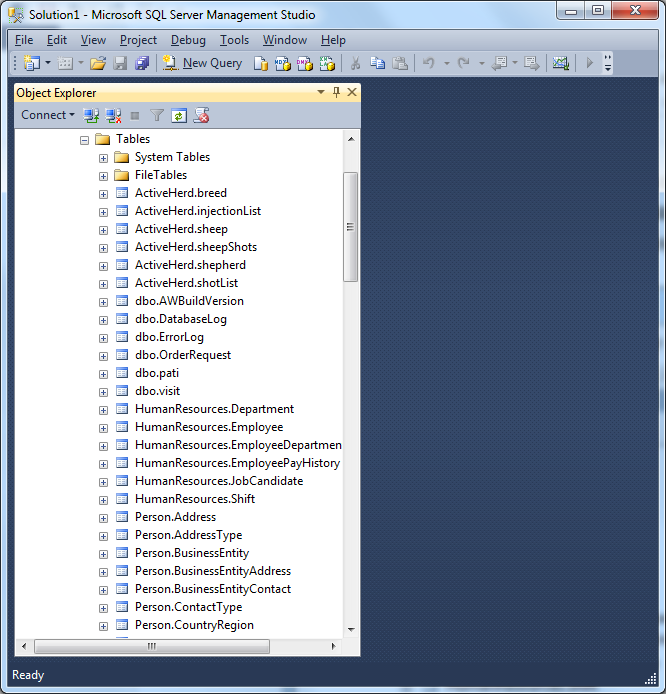 Solution1 - Microsoft SQL Server Management Studio
File Edit View Project Debug Tools Window Help
New Query
Object Explorer
Connect
Tables
System Tables
FileTables
ActiveHerd.breed
ActiveHerd.injectionList
ActiveHerd.sheep
ActiveHerd.sheepShots
ActiveHerd.shepherd
ActiveHerd.shotList
dbo.AWBuildVersion
dbo.DatabaseLog
dbo.ErrorLog
dbo.OrderRequest
dbo.pati
dbo.visit
HumanResources.Department
HumanResources.Employee
HumanResources.EmployeeDepartmen
HumanResources.EmployeePayHistory
HumanResources.JobCandidate
HumanResources.Shift
Person.Address
Person.AddressType
Person.BusinessEntity
Person.BusinessEntityAddress
Person.BusinessEntityContact
Person.ContactType
Person.CountryRegion
Ready